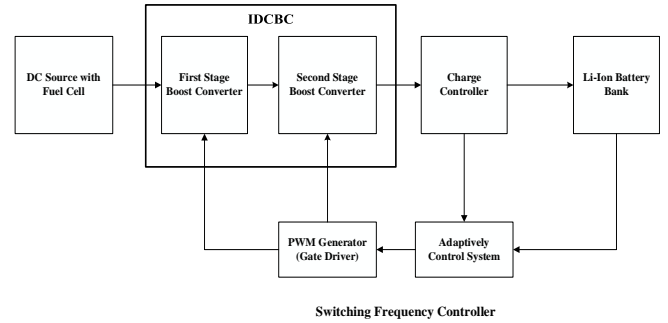 IDCBC
DC Source with
Fuel Cell
First Stage
Boost Converter
Second Stage
Boost Converter
Charge
Controller
Li-Ion Battery
Bank
PWM Generator
(Gate Driver)
Adaptively
Control System
Switching Frequency Controller